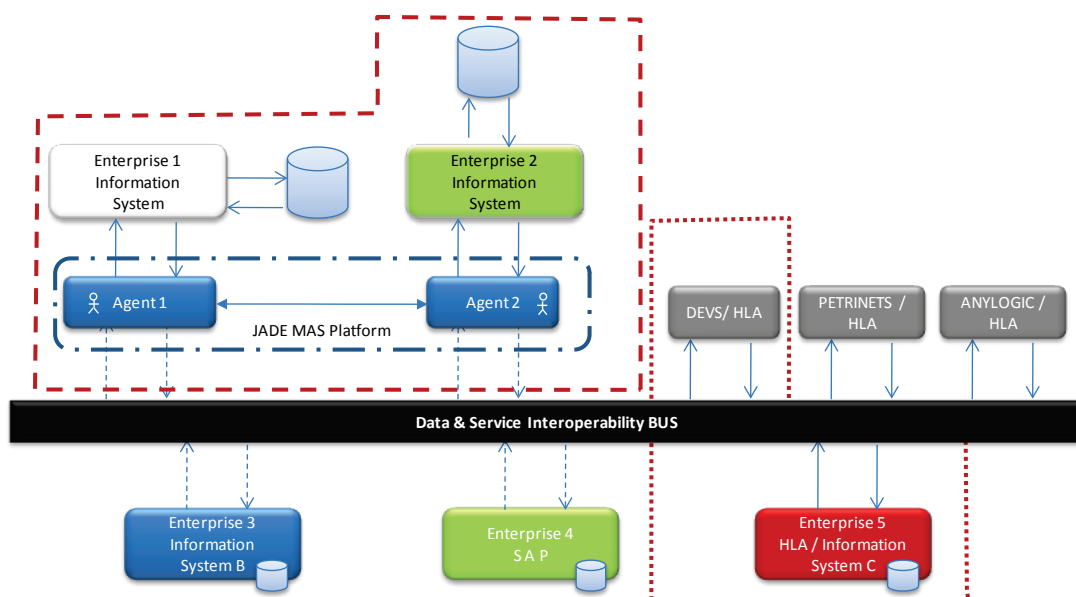 Enterprise 1
Information
System
Enterprise 2
Information
System
Agent 1
Agent 2
JADE MAS Platform
DEVS/ HLA
PETRINETS /
HLA
ANYLOGIC /
HLA
Data & Service Interoperability BUS
Enterprise 3
Information
System B
Enterprise 4
S A P
Enterprise 5
HLA / Information
System C